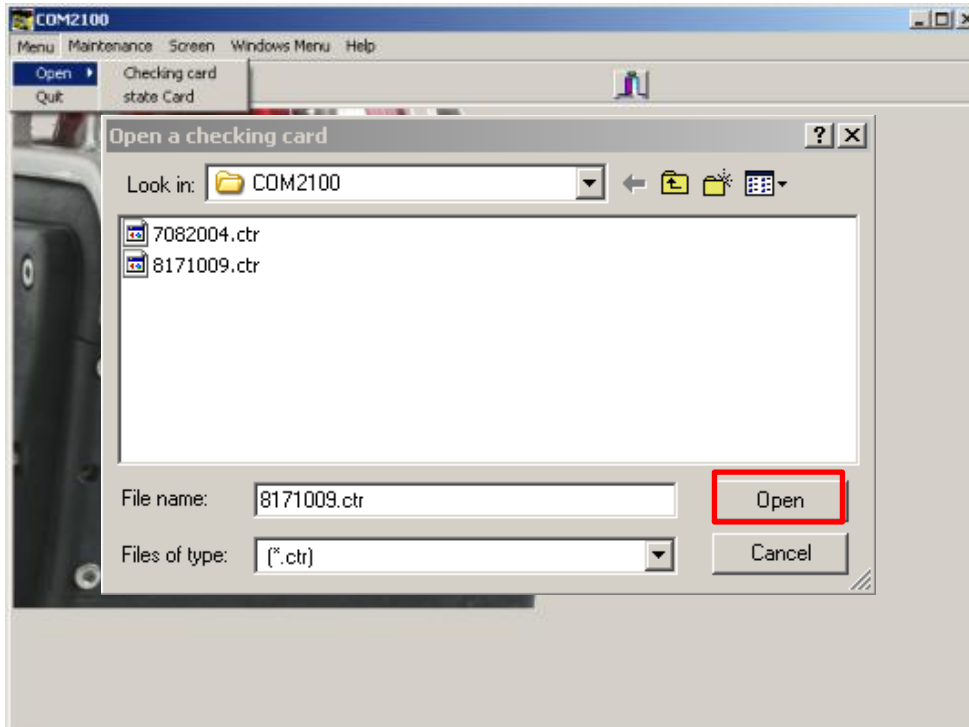 COM2100
Menu Maintenance Screen Windows Menu Help
Open Checking card
Quit state Card
Open a checking card
Look in: COM2100
7082004.ctr
8171009.ctr
File name: 8171009.ctr Open
Files of type: (*.ctr) Cancel